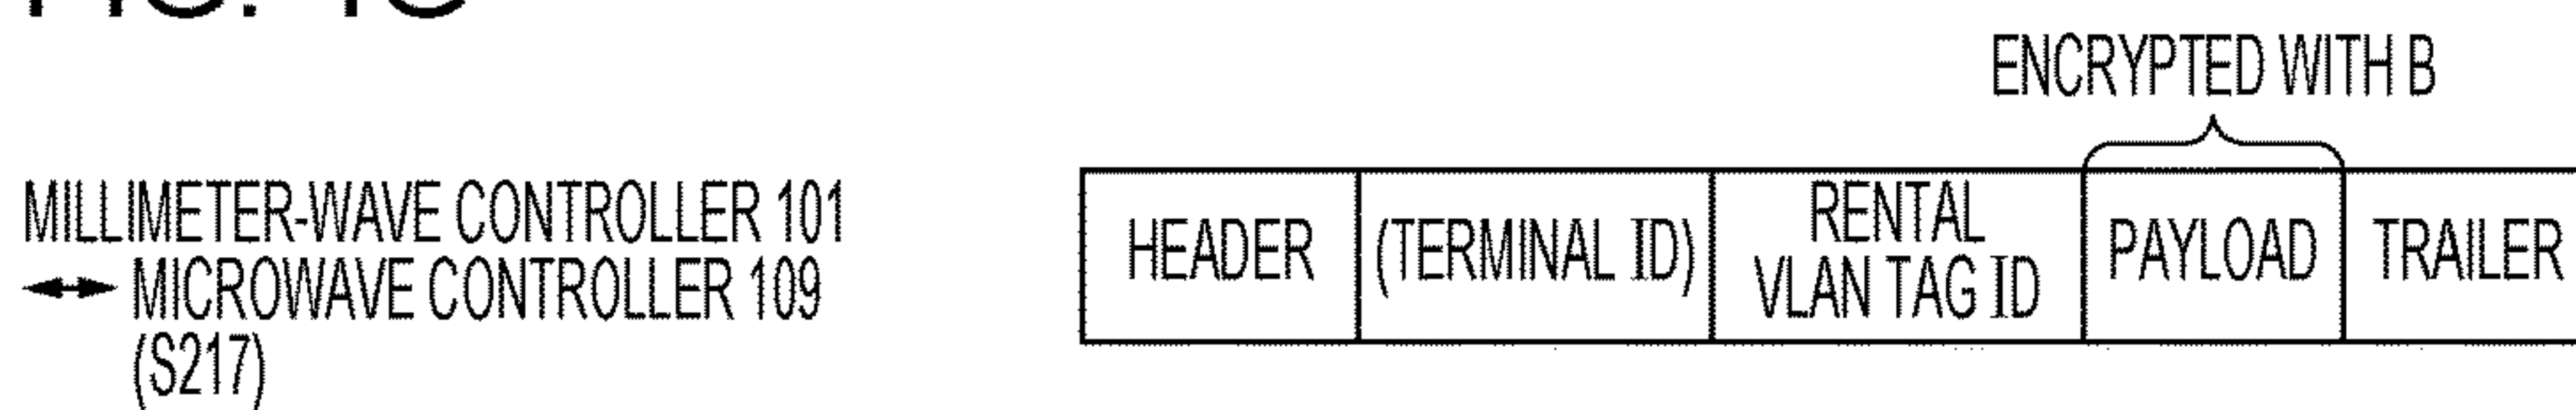 ENCRYPTED WITH B
MILLIMETER-WAVE CONTROLLER 101
MICROWAVE CONTROLLER 109
(S217)
HEADER
(TERMINAL ID)
RENTAL
VLAN TAG ID
PAYLOAD
TRAILER